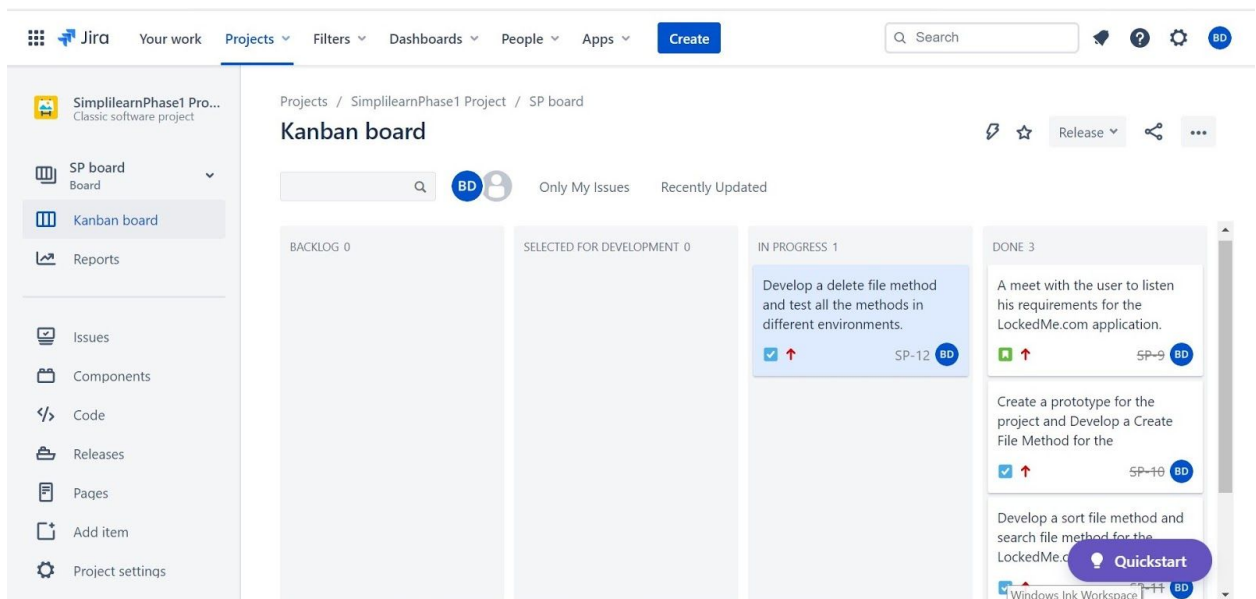 Jira Your work Projects Filters Dashboards People Apps Create Search BD
SimplilearnPhase1 Pro...
Classic software project
SP board
Board
Kanban board
Reports
Issues
Components
Code
Releases
Pages
Add item
Project settings
Projects / SimplilearnPhase1 Project / SP board
Kanban board
Release
BD Only My Issues Recently Updated
BACKLOG 0
SELECTED FOR DEVELOPMENT 0
IN PROGRESS 1
Develop a delete file method
and test all the methods in
different environments.
SP-12 BD
DONE 3
A meet with the user to listen
his requirements for the
LockedMe.com application.
SP-9 BD
Create a prototype for the
project and Develop a Create
File Method for the
SP-10 BD
Develop a sort file method and
search file method for the
LockedMe.c
SP-11 BD
Quickstart
Windows Ink Workspace